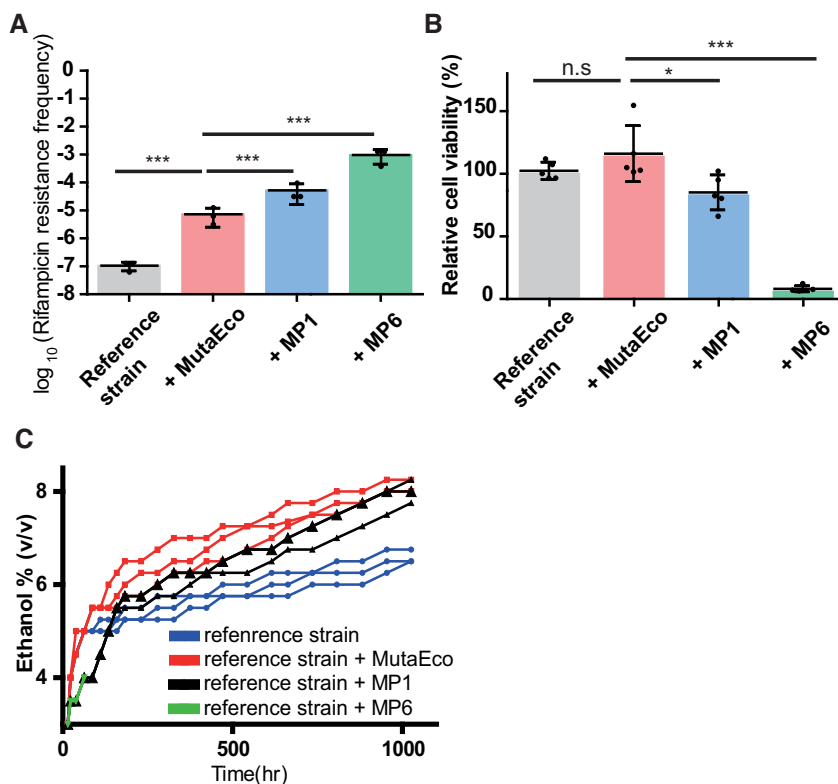 A
log10 (Rifampicin resistance frequency)
0
-1
-2
-3
-4
-5
-6
-7
-8
***
***
***
Reference strain
+ MutaEco
+ MP1
+ MP6
B
Relative cell viability (%)
150
100
50
0
n.s
*
***
Reference strain
+ MutaEco
+ MP1
+ MP6
C
Ethanol % (v/v)
8
6
4
refenrence strain
reference strain + MutaEco
reference strain + MP1
reference strain + MP6
0
500
1000
Time(hr)